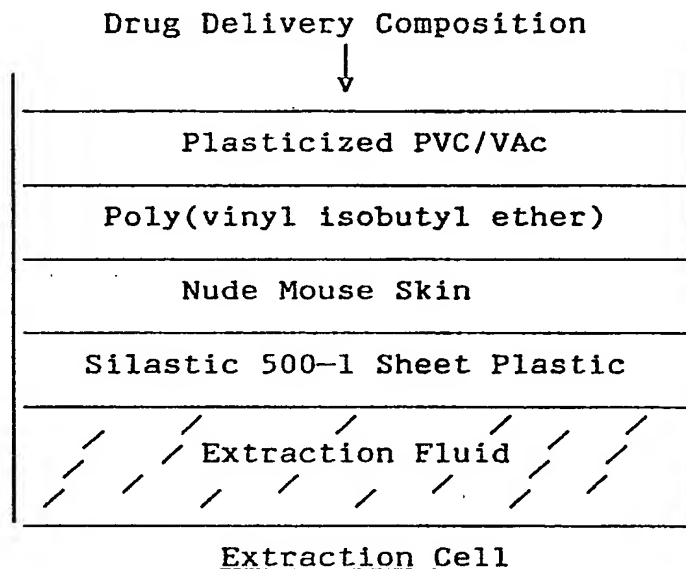 Drug Delivery Composition
Plasticized PVC/VAc
Poly(vinyl isobutyl ether)
Nude Mouse Skin
Silastic 500-1 Sheet Plastic
Extraction Fluid
Extraction Cell